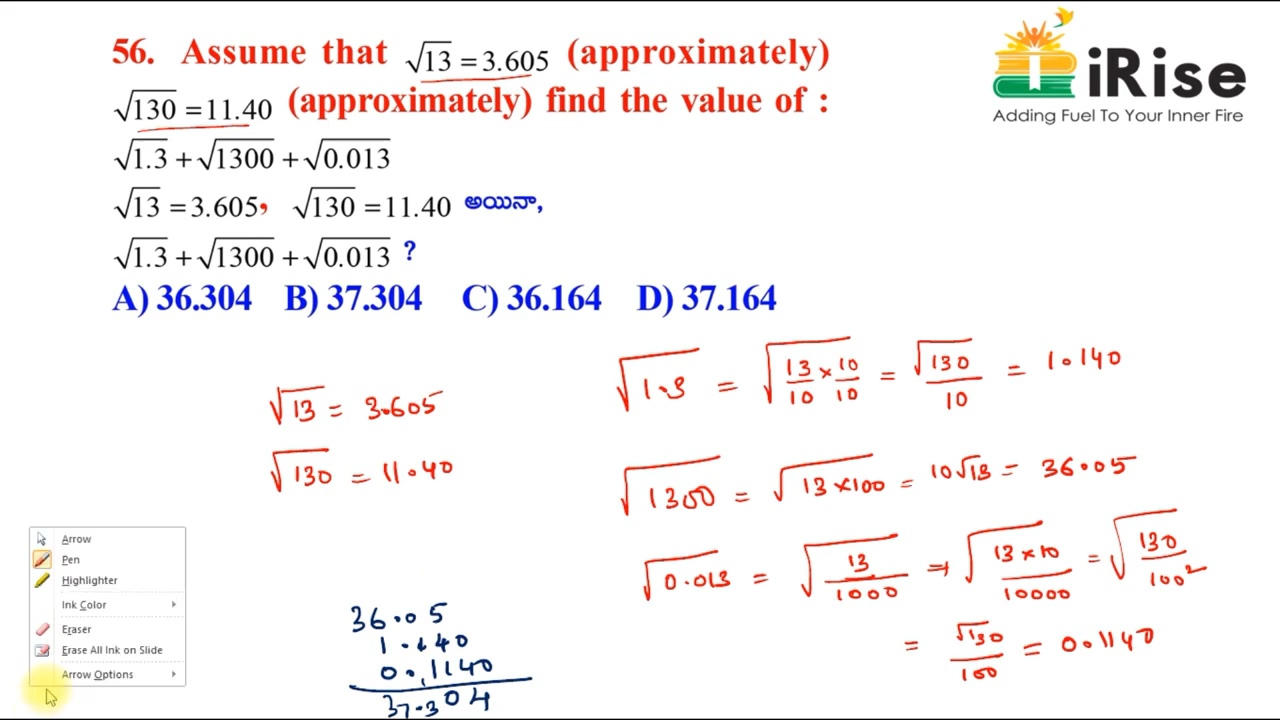 56. Assume that √13 = 3.605 (approximately)
√130 = 11.40 (approximately) find the value of :
√1.3 + √1300 + √0.013
√13 = 3.605, √130 = 11.40 అయినా,
√1.3 + √1300 + √0.013 ?
A) 36.304 B) 37.304 C) 36.164 D) 37.164
iRise
Adding Fuel To Your Inner Fire
√13 = 3.605
√130 = 11.40
√1.3 = √(13/10 × 10/10) = √130/10 = 1.140
√1300 = √(13×100) = 10√13 = 36.05
√0.013 = √(13/1000) → √(13×10/10000) = √(130/100²)
= √130/100 = 0.1140
36.05
1.140
0.1140
37.304
Arrow
Pen
Highlighter
Ink Color
Eraser
Erase All Ink on Slide
Arrow Options